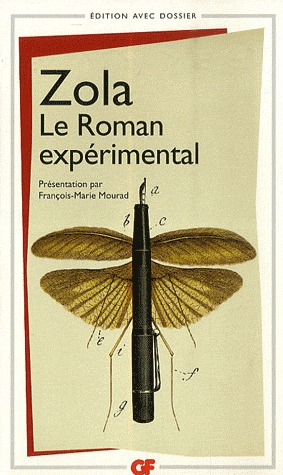 ÉDITION AVEC DOSSIER
Zola
Le Roman
expérimental
Présentation par
François-Marie Mourad
a
b
c
e
i
f
g
GF